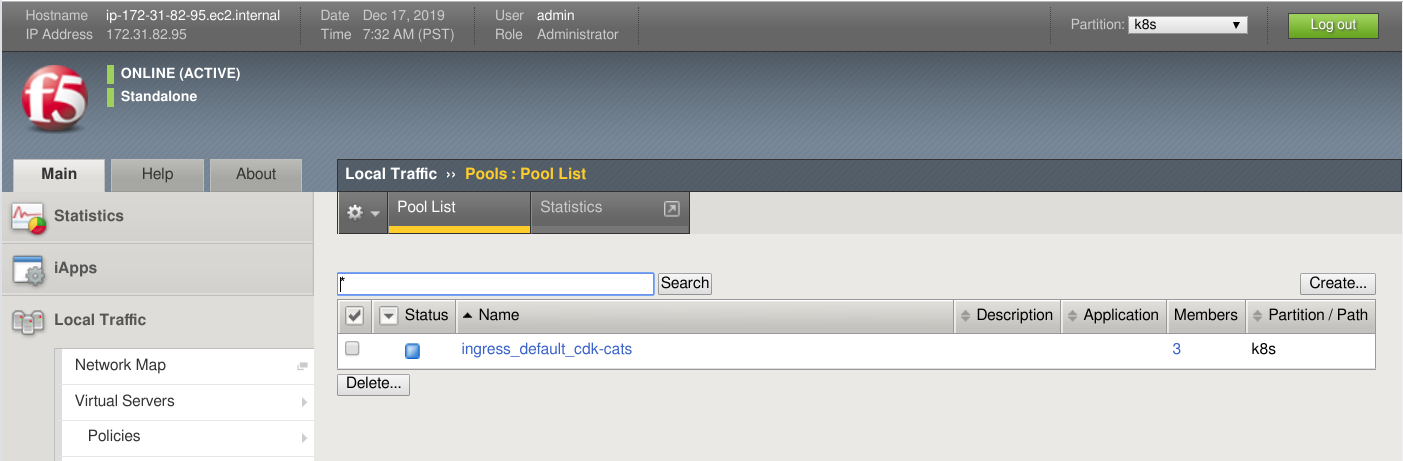 Hostname ip-172-31-82-95.ec2.internal Date Dec 17, 2019 User admin
IP Address 172.31.82.95 Time 7:32 AM (PST) Role Administrator
Partition: k8s Log out
f5
ONLINE (ACTIVE)
Standalone
Main Help About
Local Traffic ›› Pools : Pool List
Statistics
iApps
Local Traffic
Network Map
Virtual Servers
Policies
Pool List Statistics
* Search Create...
Status Name Description Application Members Partition / Path
ingress_default_cdk-cats 3 k8s
Delete...